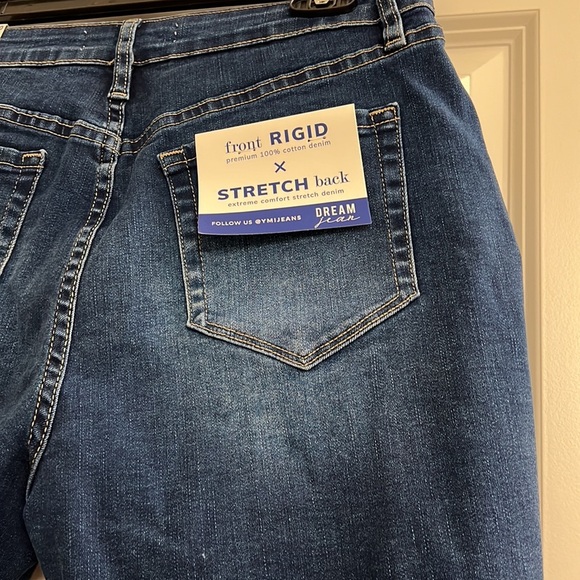 front RIGID
premium 100% cotton denim
×
STRETCH back
extreme comfort stretch denim
FOLLOW US @YMIJEANS
DREAM
jean